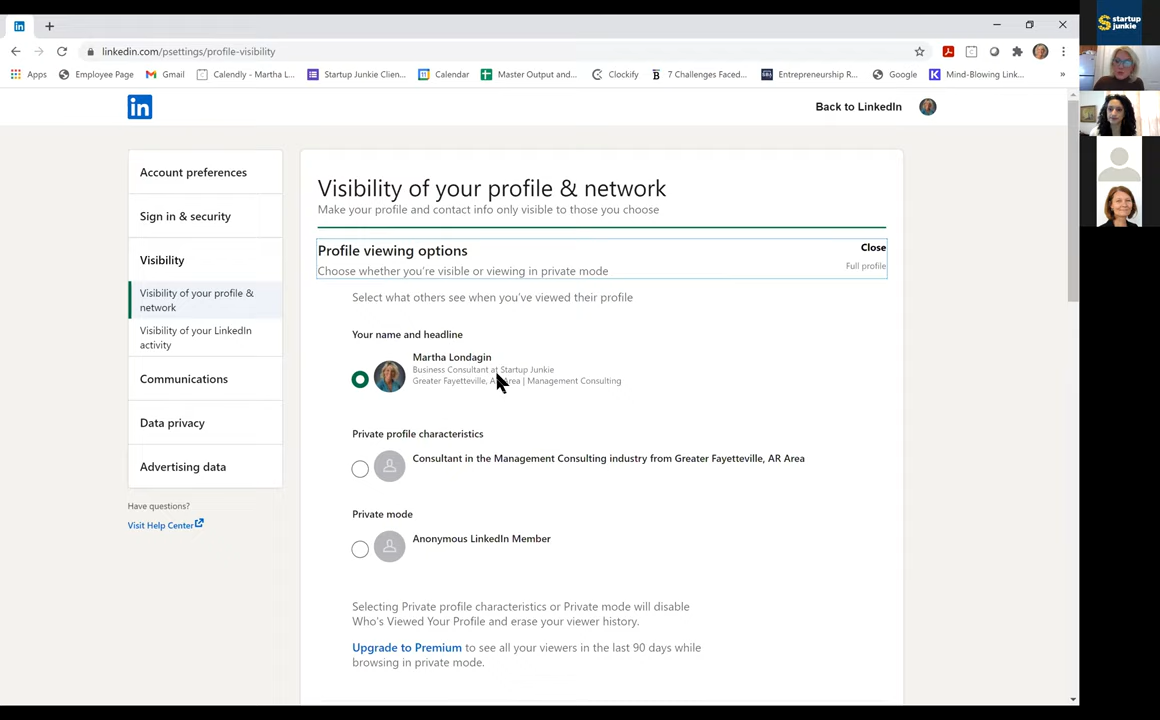 in
startup
junkie
linkedin.com/psettings/profile-visibility
Apps
Employee Page
Gmail
Calendly - Martha L...
Startup Junkie Clien...
Calendar
Master Output and...
Clockify
7 Challenges Faced...
Entrepreneurship R...
Google
Mind-Blowing Link...
»
in
Back to LinkedIn
Account preferences
Sign in & security
Visibility
Visibility of your profile &
network
Visibility of your LinkedIn
activity
Communications
Data privacy
Advertising data
Have questions?
Visit Help Center
Visibility of your profile & network
Make your profile and contact info only visible to those you choose
Profile viewing options
Close
Choose whether you're visible or viewing in private mode
Full profile
Select what others see when you've viewed their profile
Your name and headline
Martha Londagin
Business Consultant at Startup Junkie
Greater Fayetteville, AR Area | Management Consulting
Private profile characteristics
Consultant in the Management Consulting industry from Greater Fayetteville, AR Area
Private mode
Anonymous LinkedIn Member
Selecting Private profile characteristics or Private mode will disable
Who's Viewed Your Profile and erase your viewer history.
Upgrade to Premium to see all your viewers in the last 90 days while
browsing in private mode.